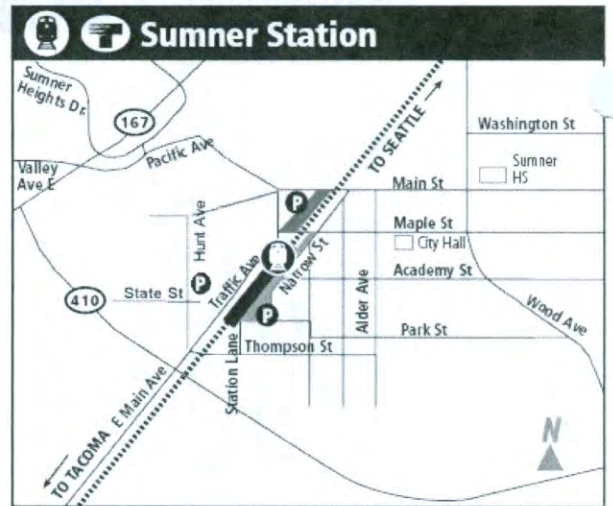 Sumner Station
Sumner
Heights Dr.
167
Pacific Ave
Valley
Ave E
TO SEATTLE
Washington St
Sumner
HS
Main St
P
Hunt Ave
Maple St
City Hall
Traffic Ave
Narrow St
Academy St
P
410
State St
Alder Ave
Wood Ave
P
Park St
Thompson St
Station Lane
E Main Ave
TO TACOMA
N